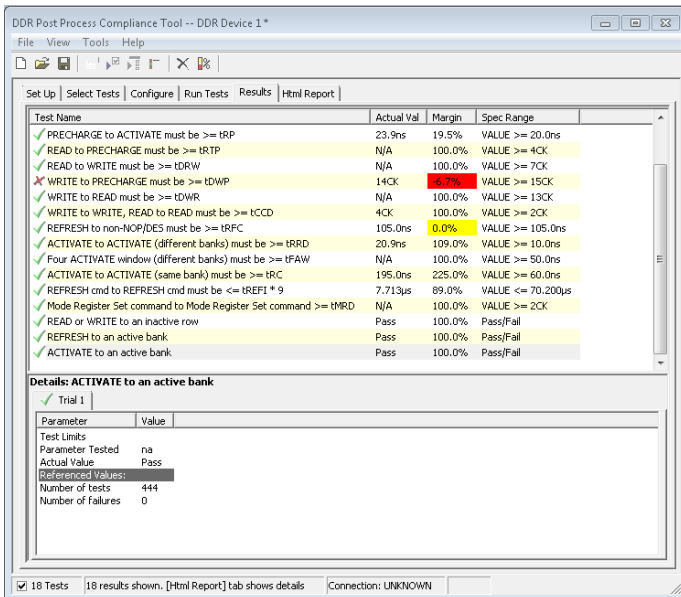 DDR Post Process Compliance Tool -- DDR Device 1 *
File View Tools Help
Set Up Select Tests Configure Run Tests Results Html Report
Test Name Actual Val Margin Spec Range
PRECHARGE to ACTIVATE must be >= tRP 23.9ns 19.5% VALUE >= 20.0ns
READ to PRECHARGE must be >= tRTP N/A 100.0% VALUE >= 4CK
READ to WRITE must be >= tDRW N/A 100.0% VALUE >= 7CK
WRITE to PRECHARGE must be >= tDWP 14CK -6.7% VALUE >= 15CK
WRITE to READ must be >= tDWR N/A 100.0% VALUE >= 13CK
WRITE to WRITE, READ to READ must be >= tCCD 4CK 100.0% VALUE >= 2CK
REFRESH to non-NOP/DES must be >= tRFC 105.0ns 0.0% VALUE >= 105.0ns
ACTIVATE to ACTIVATE (different banks) must be >= tRRD 20.9ns 109.0% VALUE >= 10.0ns
Four ACTIVATE window (different banks) must be >= tFAW N/A 100.0% VALUE >= 50.0ns
ACTIVATE to ACTIVATE (same bank) must be >= tRC 195.0ns 225.0% VALUE >= 60.0ns
REFRESH cmd to REFRESH cmd must be <= tREFI * 9 7.713µs 89.0% VALUE <= 70.200µs
Mode Register Set command to Mode Register Set command >= tMRD N/A 100.0% VALUE >= 2CK
READ or WRITE to an inactive row Pass 100.0% Pass/Fail
REFRESH to an active bank Pass 100.0% Pass/Fail
ACTIVATE to an active bank Pass 100.0% Pass/Fail
Details: ACTIVATE to an active bank
Trial 1
Parameter Value
Test Limits
Parameter Tested na
Actual Value Pass
Referenced Values:
Number of tests 444
Number of failures 0
18 Tests 18 results shown. [Html Report] tab shows details Connection: UNKNOWN